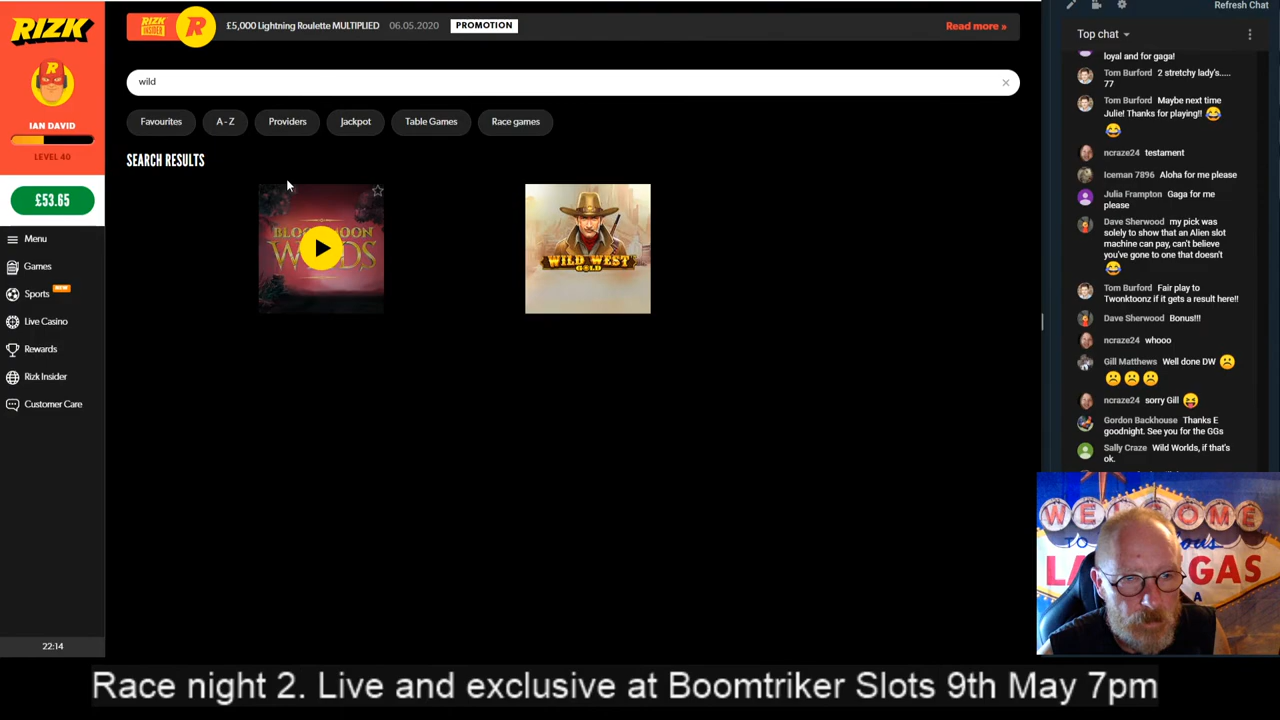 RIZK
RIZK INSIDER
R
£5,000 Lightning Roulette MULTIPLIED
06.05.2020
PROMOTION
Read more »
wild
R
IAN DAVID
LEVEL 40
£53.65
Menu
Games
Sports
NEW
Live Casino
Rewards
Rizk Insider
Customer Care
22:14
Favourites
A - Z
Providers
Jackpot
Table Games
Race games
SEARCH RESULTS
WILD WEST
GOLD
Refresh Chat
Top chat
loyal and for gaga!
Tom Burford 2 stretchy lady's.....
77
Tom Burford Maybe next time
Julie! Thanks for playing!!
ncraze24 testament
Iceman 7896 Aloha for me please
Julia Frampton Gaga for me
please
Dave Sherwood my pick was
solely to show that an Alien slot
machine can pay, can't believe
you've gone to one that doesn't
Tom Burford Fair play to
Twonktoonz if it gets a result here!!
Dave Sherwood Bonus!!!
ncraze24 whooo
Gill Matthews Well done DW
ncraze24 sorry Gill
Gordon Backhouse Thanks E
goodnight. See you for the GGs
Sally Craze Wild Worlds, if that's
ok.
WELCOME
TO
Race night 2. Live and exclusive at Boomtriker Slots 9th May 7pm